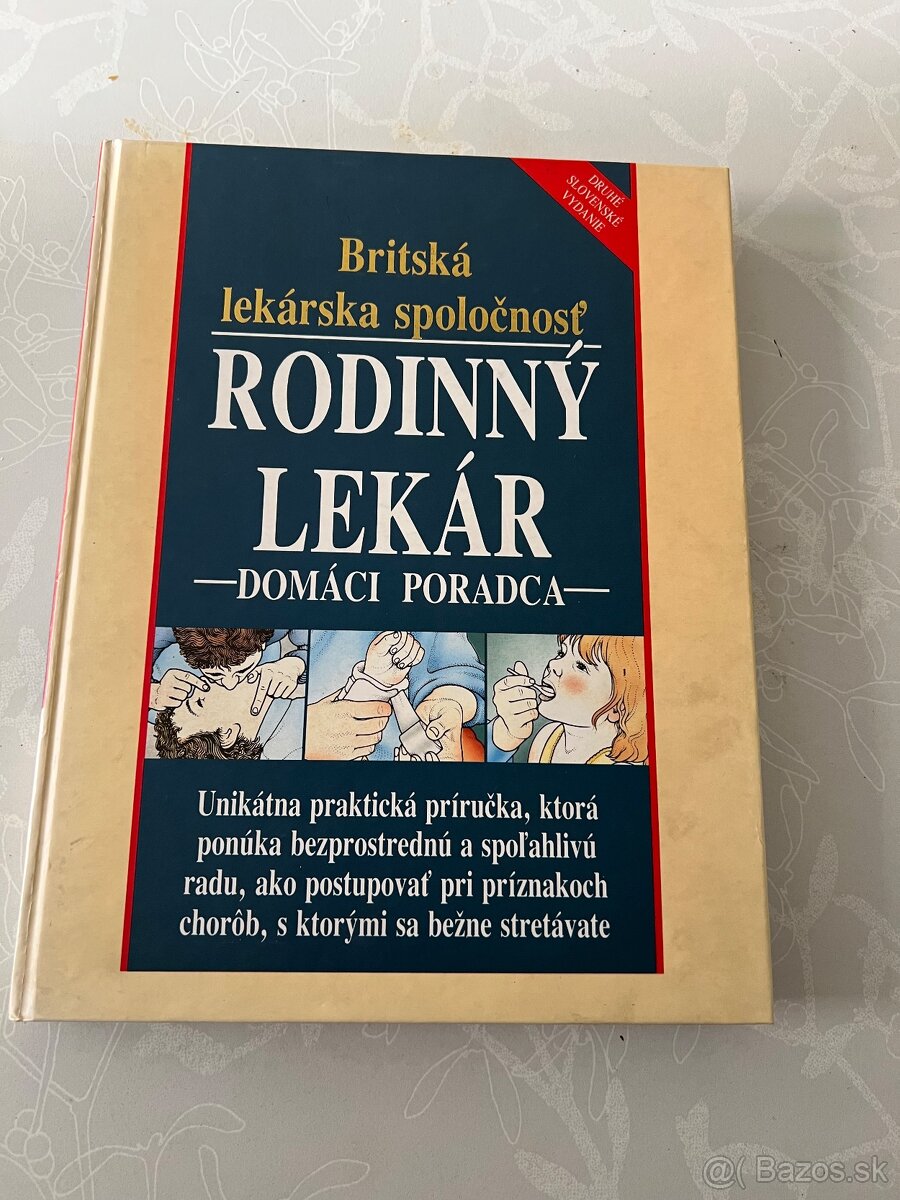 DRUHÉ
SLOVENSKÉ
VYDANIE
Britská
lekárska spoločnosť
RODINNÝ
LEKÁR
—DOMÁCI PORADCA—
Unikátna praktická príručka, ktorá
ponúka bezprostrednú a spoľahlivú
radu, ako postupovať pri príznakoch
chorôb, s ktorými sa bežne stretávate
@( Bazos.sk